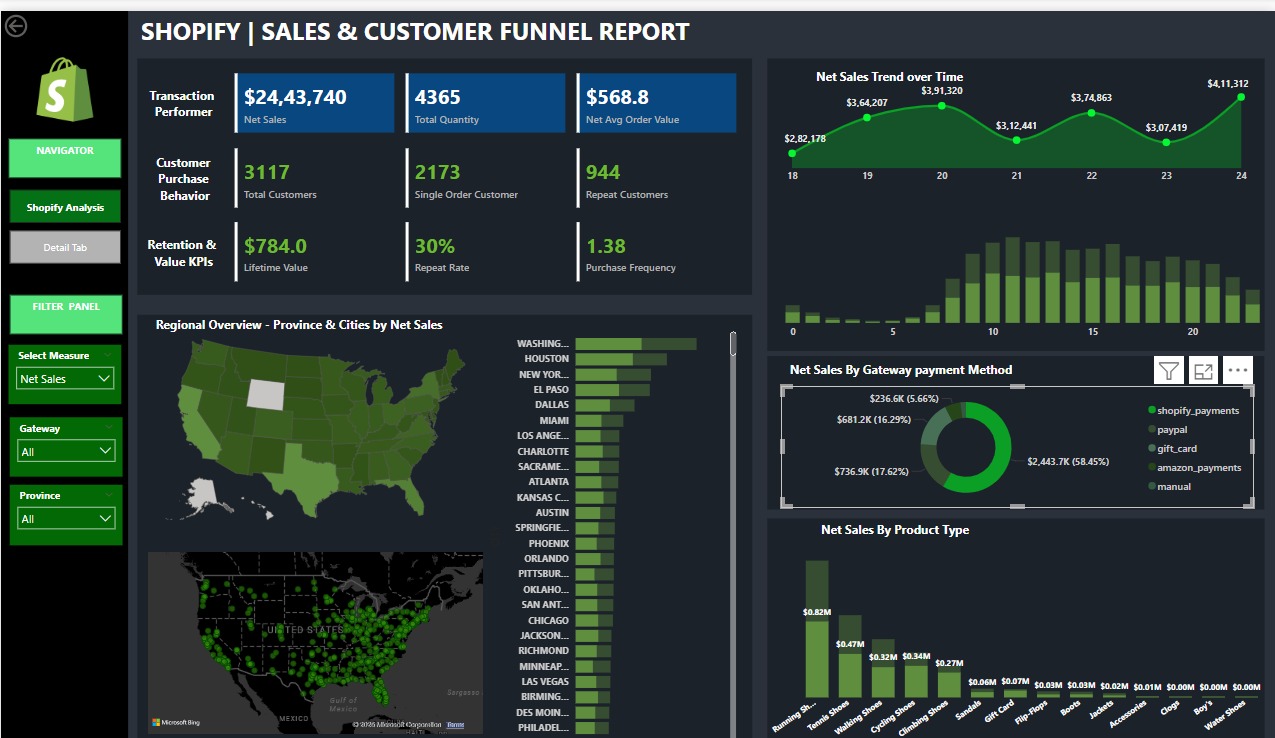 SHOPIFY | SALES & CUSTOMER FUNNEL REPORT
NAVIGATOR
Shopify Analysis
Detail Tab
FILTER PANEL
Select Measure
Net Sales
Gateway
All
Province
All
Transaction
Performer
$24,43,740
Net Sales
4365
Total Quantity
$568.8
Net Avg Order Value
Customer
Purchase
Behavior
3117
Total Customers
2173
Single Order Customer
944
Repeat Customers
Retention &
Value KPIs
$784.0
Lifetime Value
30%
Repeat Rate
1.38
Purchase Frequency
Regional Overview - Province & Cities by Net Sales
WASHING...
HOUSTON
NEW YOR...
EL PASO
DALLAS
MIAMI
LOS ANGE...
CHARLOTTE
SACRAME...
ATLANTA
KANSAS C...
AUSTIN
SPRINGFIE...
PHOENIX
ORLANDO
PITTSBUR...
OKLAHO...
SAN ANT...
CHICAGO
JACKSON...
RICHMOND
MINNEAP...
LAS VEGAS
BIRMING...
DES MOIN...
PHILADEL...
UNITED STATES
Gulf of
Mexico
MEXICO
Sargasso
Microsoft Bing
© 2025 Microsoft Corporation
Terms
Net Sales Trend over Time
$2,82,178
$3,64,207
$3,91,320
$3,12,441
$3,74,863
$3,07,419
$4,11,312
18 19 20 21 22 23 24
0 5 10 15 20
Net Sales By Gateway payment Method
$236.6K (5.66%)
$681.2K (16.29%)
$736.9K (17.62%)
$2,443.7K (58.45%)
shopify_payments
paypal
gift_card
amazon_payments
manual
Net Sales By Product Type
$0.82M
$0.47M
$0.32M
$0.34M
$0.27M
$0.06M
$0.07M
$0.03M
$0.03M
$0.02M
$0.01M
$0.00M
$0.00M
$0.00M
Running Sh...
Tennis Shoes
Walking Shoes
Cycling Shoes
Climbing Shoes
Sandals
Gift Card
Flip-Flops
Boots
Jackets
Accessories
Clogs
Boy's
Water Shoes